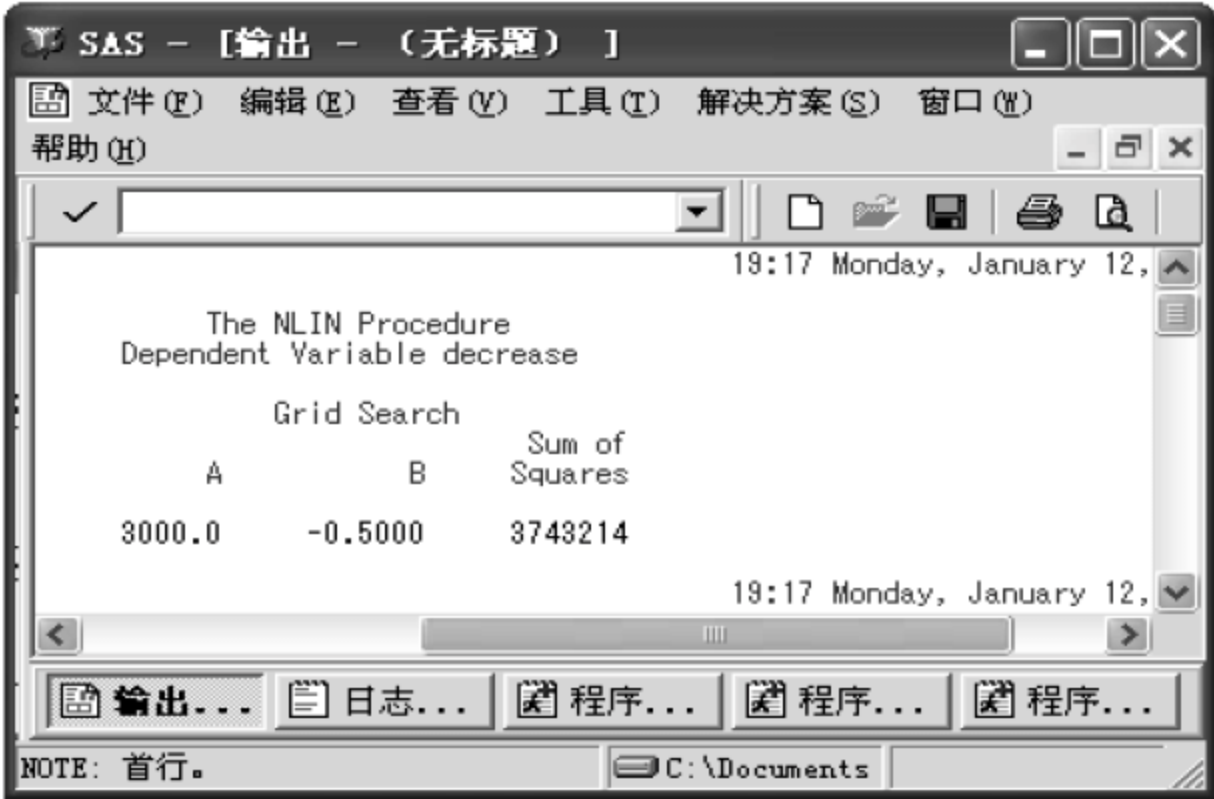 SAS - [输出 - （无标题） ]
文件(F) 编辑(E) 查看(V) 工具(T) 解决方案(S) 窗口(W)
帮助(H)
19:17 Monday, January 12,
The NLIN Procedure
Dependent Variable decrease
Grid Search
Sum of
A B Squares
3000.0 -0.5000 3743214
19:17 Monday, January 12,
输出... 日志... 程序... 程序... 程序...
NOTE: 首行。 C:\Documents